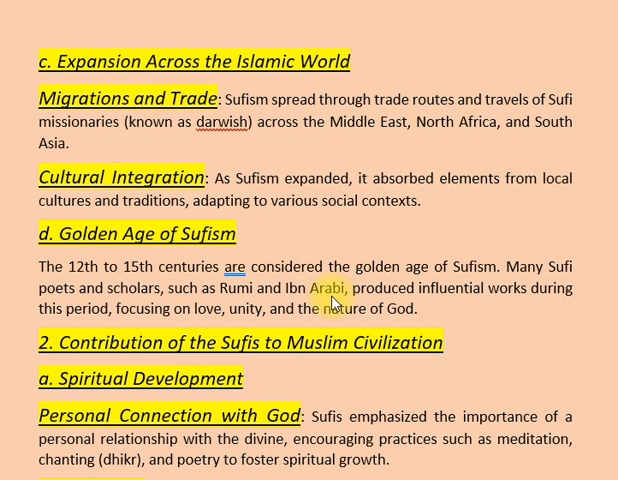 c. Expansion Across the Islamic World
Migrations and Trade: Sufism spread through trade routes and travels of Sufi
missionaries (known as darwish) across the Middle East, North Africa, and South
Asia.
Cultural Integration: As Sufism expanded, it absorbed elements from local
cultures and traditions, adapting to various social contexts.
d. Golden Age of Sufism
The 12th to 15th centuries are considered the golden age of Sufism. Many Sufi
poets and scholars, such as Rumi and Ibn Arabi, produced influential works during
this period, focusing on love, unity, and the nature of God.
2. Contribution of the Sufis to Muslim Civilization
a. Spiritual Development
Personal Connection with God: Sufis emphasized the importance of a
personal relationship with the divine, encouraging practices such as meditation,
chanting (dhikr), and poetry to foster spiritual growth.